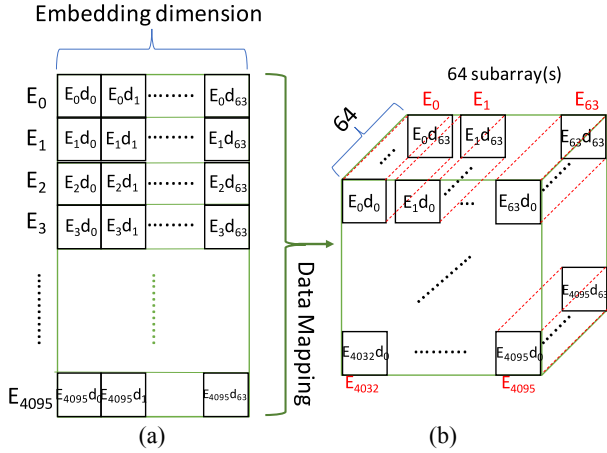 Embedding dimension
E0 E0d0 E0d1 ········ E0d63
E1 E1d0 E1d1 ········ E1d63
E2 E2d0 E2d1 ········ E2d63
E3 E3d0 E3d1 ········ E3d63
E4095 E4095d0 E4095d1 ········ E4095d63
(a)
Data Mapping
64 subarray(s)
64
E0 E1 E63
E0d63 E1d63 E63d63
E0d0 E1d0 ... E63d0
E4095d63
E4032d0 ········· E4095d0
E4032 E4095
(b)